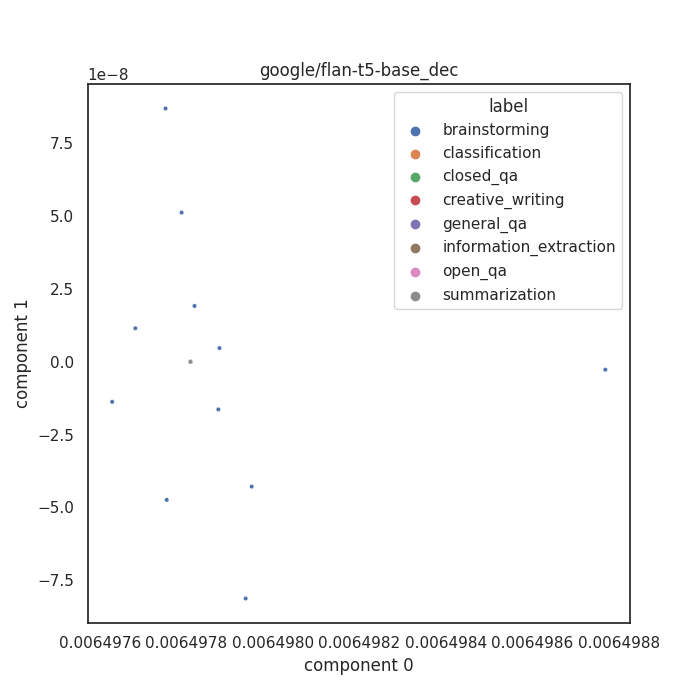 google/flan-t5-base_dec
1e−8
label
brainstorming
classification
closed_qa
creative_writing
general_qa
information_extraction
open_qa
summarization
7.5
5.0
2.5
0.0
−2.5
−5.0
−7.5
component 1
0.0064976 0.0064978 0.0064980 0.0064982 0.0064984 0.0064986 0.0064988
component 0